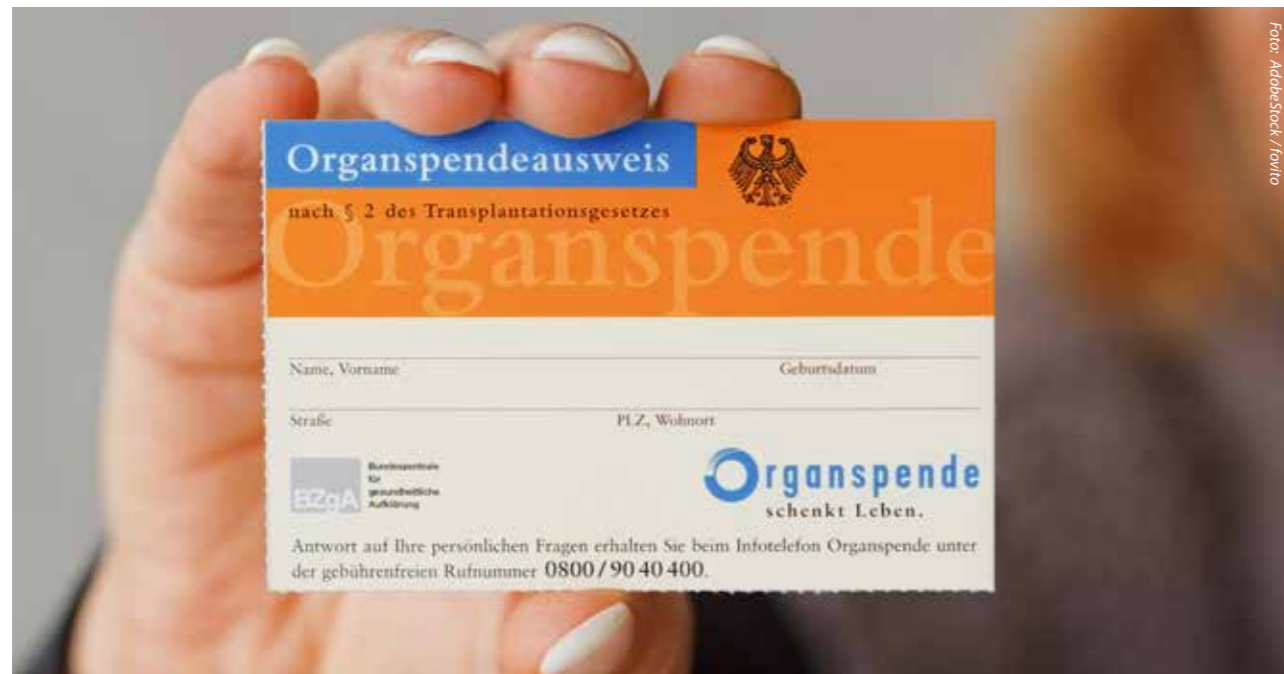 Organspendeausweis
nach § 2 des Transplantationsgesetzes
Organspende
Name, Vorname Geburtsdatum
Straße PLZ, Wohnort
BZgA
Bundeszentrale
für
gesundheitliche
Aufklärung
Organspende
schenkt Leben.
Antwort auf Ihre persönlichen Fragen erhalten Sie beim Infotelefon Organspende unter
der gebührenfreien Rufnummer 0800/90 40 400.
Foto: AdobeStock / fovito